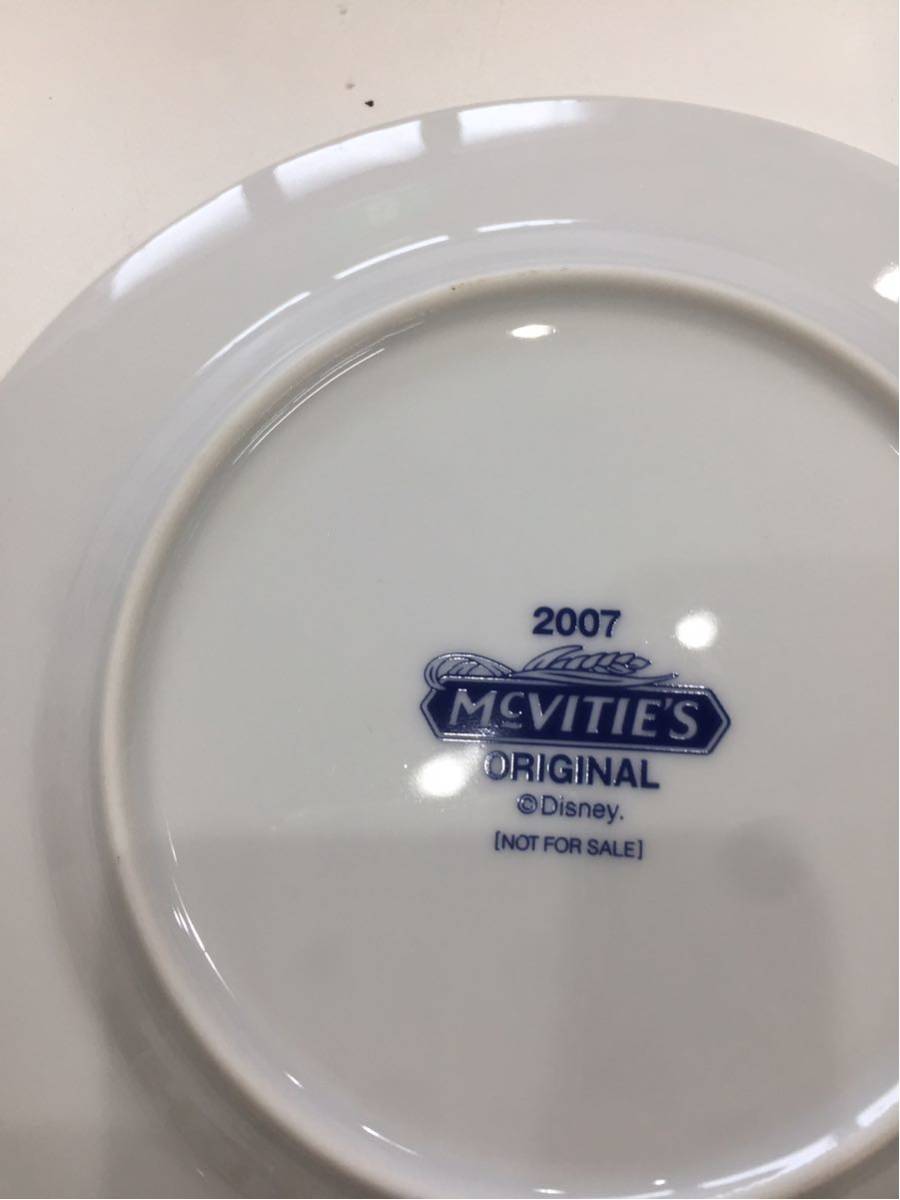 2007
McVITIE'S
ORIGINAL
©Disney.
[NOT FOR SALE]